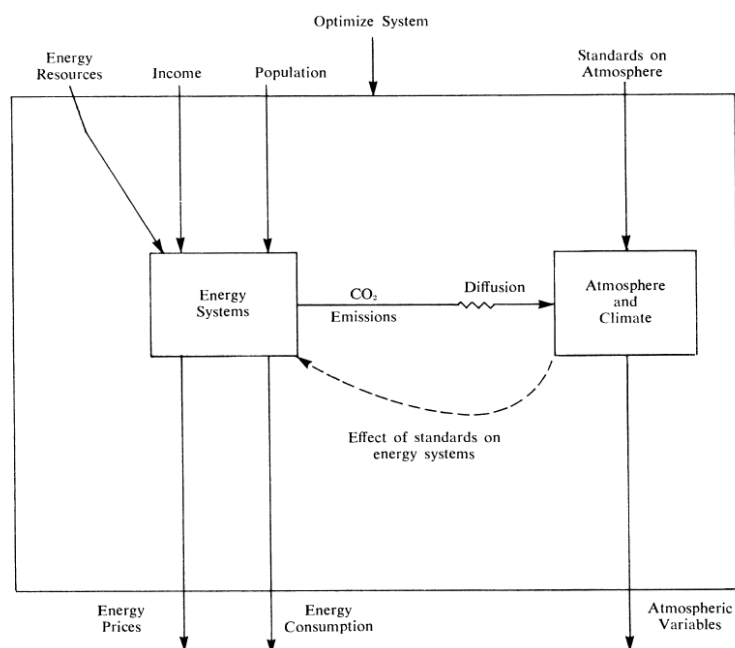 Optimize System
Energy
Resources
Income
Population
Standards on
Atmosphere
Energy
Systems
CO₂
Emissions
Diffusion
Atmosphere
and
Climate
Effect of standards on
energy systems
Energy
Prices
Energy
Consumption
Atmospheric
Variables